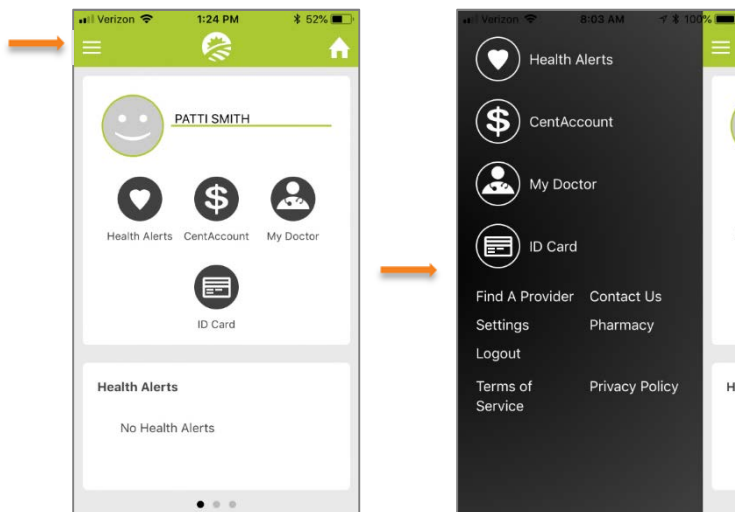 Verizon 1:24 PM 52%
PATTI SMITH
Health Alerts CentAccount My Doctor
ID Card
Health Alerts
No Health Alerts
Verizon 8:03 AM 100%
Health Alerts
CentAccount
My Doctor
ID Card
Find A Provider Contact Us
Settings Pharmacy
Logout
Terms of Service Privacy Policy
H